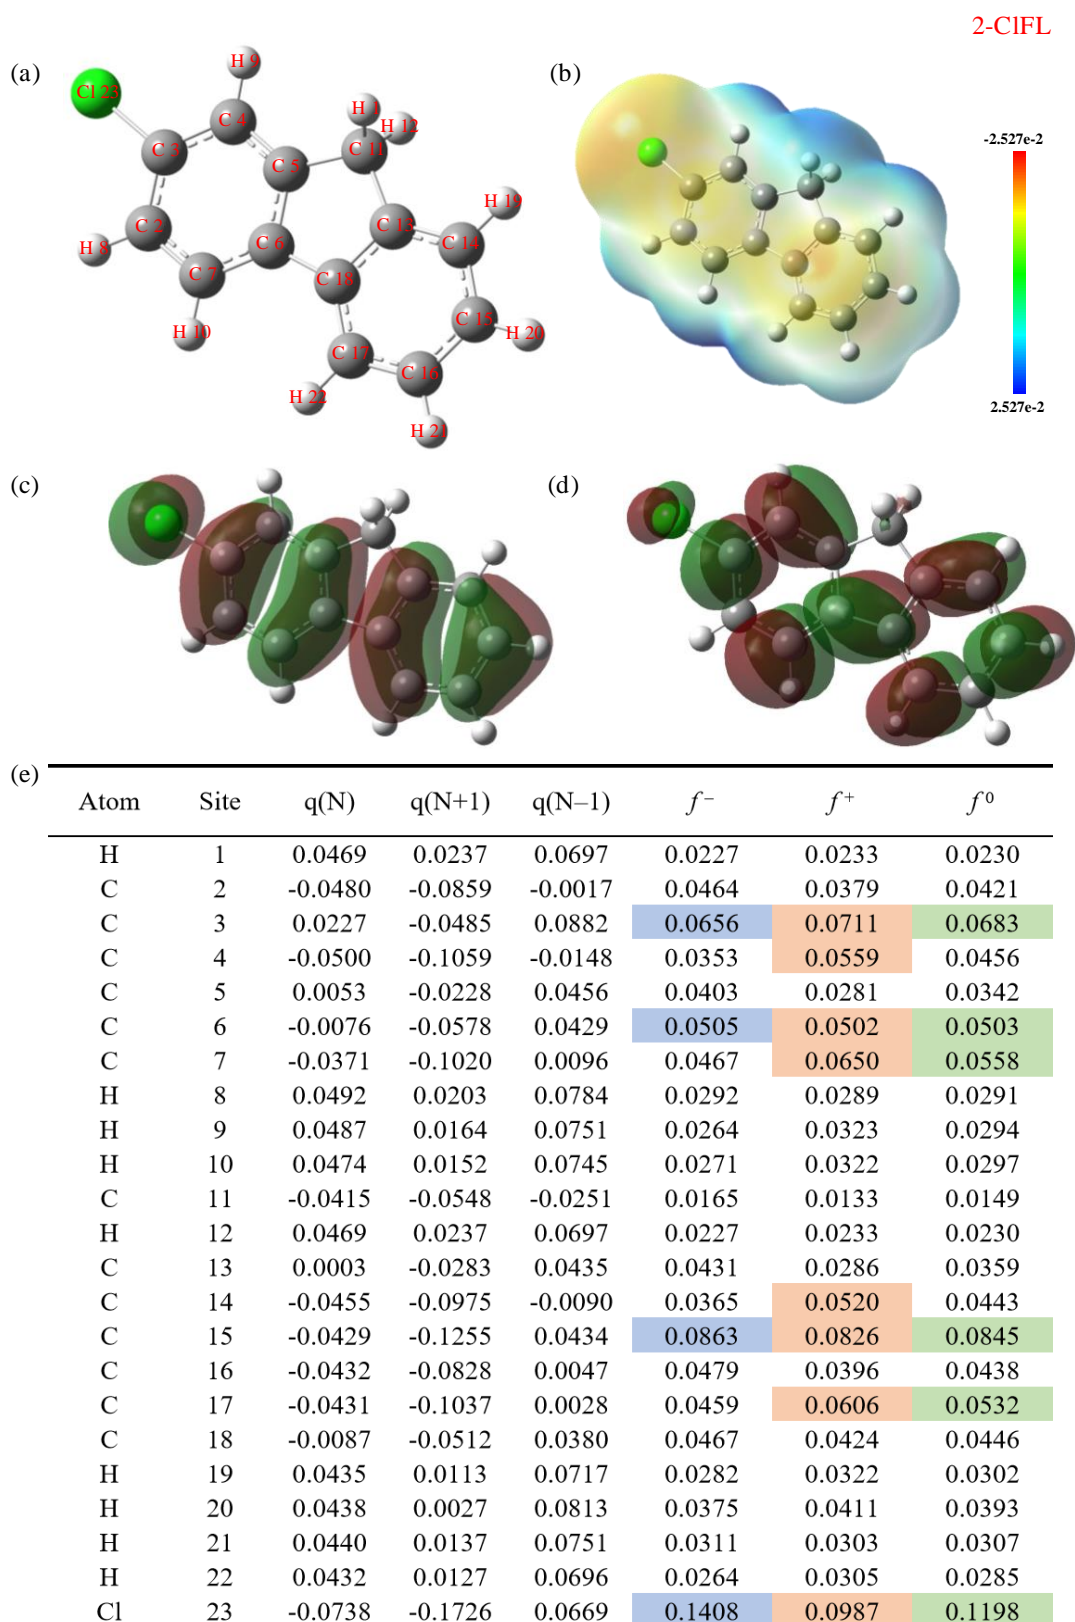 2-ClFL
(a)
(b)
H 9
Cl 23
C 4
H 1
H 12
C 3
C 5
C 11
H 19
C 2
C 6
C 13
C 14
H 8
C 7
C 18
H 10
C 15
H 20
C 17
C 16
H 22
H 21
-2.527e-2
2.527e-2
(c)
(d)
(e)
Atom Site q(N) q(N+1) q(N–1) f⁻ f⁺ f⁰
H 1 0.0469 0.0237 0.0697 0.0227 0.0233 0.0230
C 2 -0.0480 -0.0859 -0.0017 0.0464 0.0379 0.0421
C 3 0.0227 -0.0485 0.0882 0.0656 0.0711 0.0683
C 4 -0.0500 -0.1059 -0.0148 0.0353 0.0559 0.0456
C 5 0.0053 -0.0228 0.0456 0.0403 0.0281 0.0342
C 6 -0.0076 -0.0578 0.0429 0.0505 0.0502 0.0503
C 7 -0.0371 -0.1020 0.0096 0.0467 0.0650 0.0558
H 8 0.0492 0.0203 0.0784 0.0292 0.0289 0.0291
H 9 0.0487 0.0164 0.0751 0.0264 0.0323 0.0294
H 10 0.0474 0.0152 0.0745 0.0271 0.0322 0.0297
C 11 -0.0415 -0.0548 -0.0251 0.0165 0.0133 0.0149
H 12 0.0469 0.0237 0.0697 0.0227 0.0233 0.0230
C 13 0.0003 -0.0283 0.0435 0.0431 0.0286 0.0359
C 14 -0.0455 -0.0975 -0.0090 0.0365 0.0520 0.0443
C 15 -0.0429 -0.1255 0.0434 0.0863 0.0826 0.0845
C 16 -0.0432 -0.0828 0.0047 0.0479 0.0396 0.0438
C 17 -0.0431 -0.1037 0.0028 0.0459 0.0606 0.0532
C 18 -0.0087 -0.0512 0.0380 0.0467 0.0424 0.0446
H 19 0.0435 0.0113 0.0717 0.0282 0.0322 0.0302
H 20 0.0438 0.0027 0.0813 0.0375 0.0411 0.0393
H 21 0.0440 0.0137 0.0751 0.0311 0.0303 0.0307
H 22 0.0432 0.0127 0.0696 0.0264 0.0305 0.0285
Cl 23 -0.0738 -0.1726 0.0669 0.1408 0.0987 0.1198